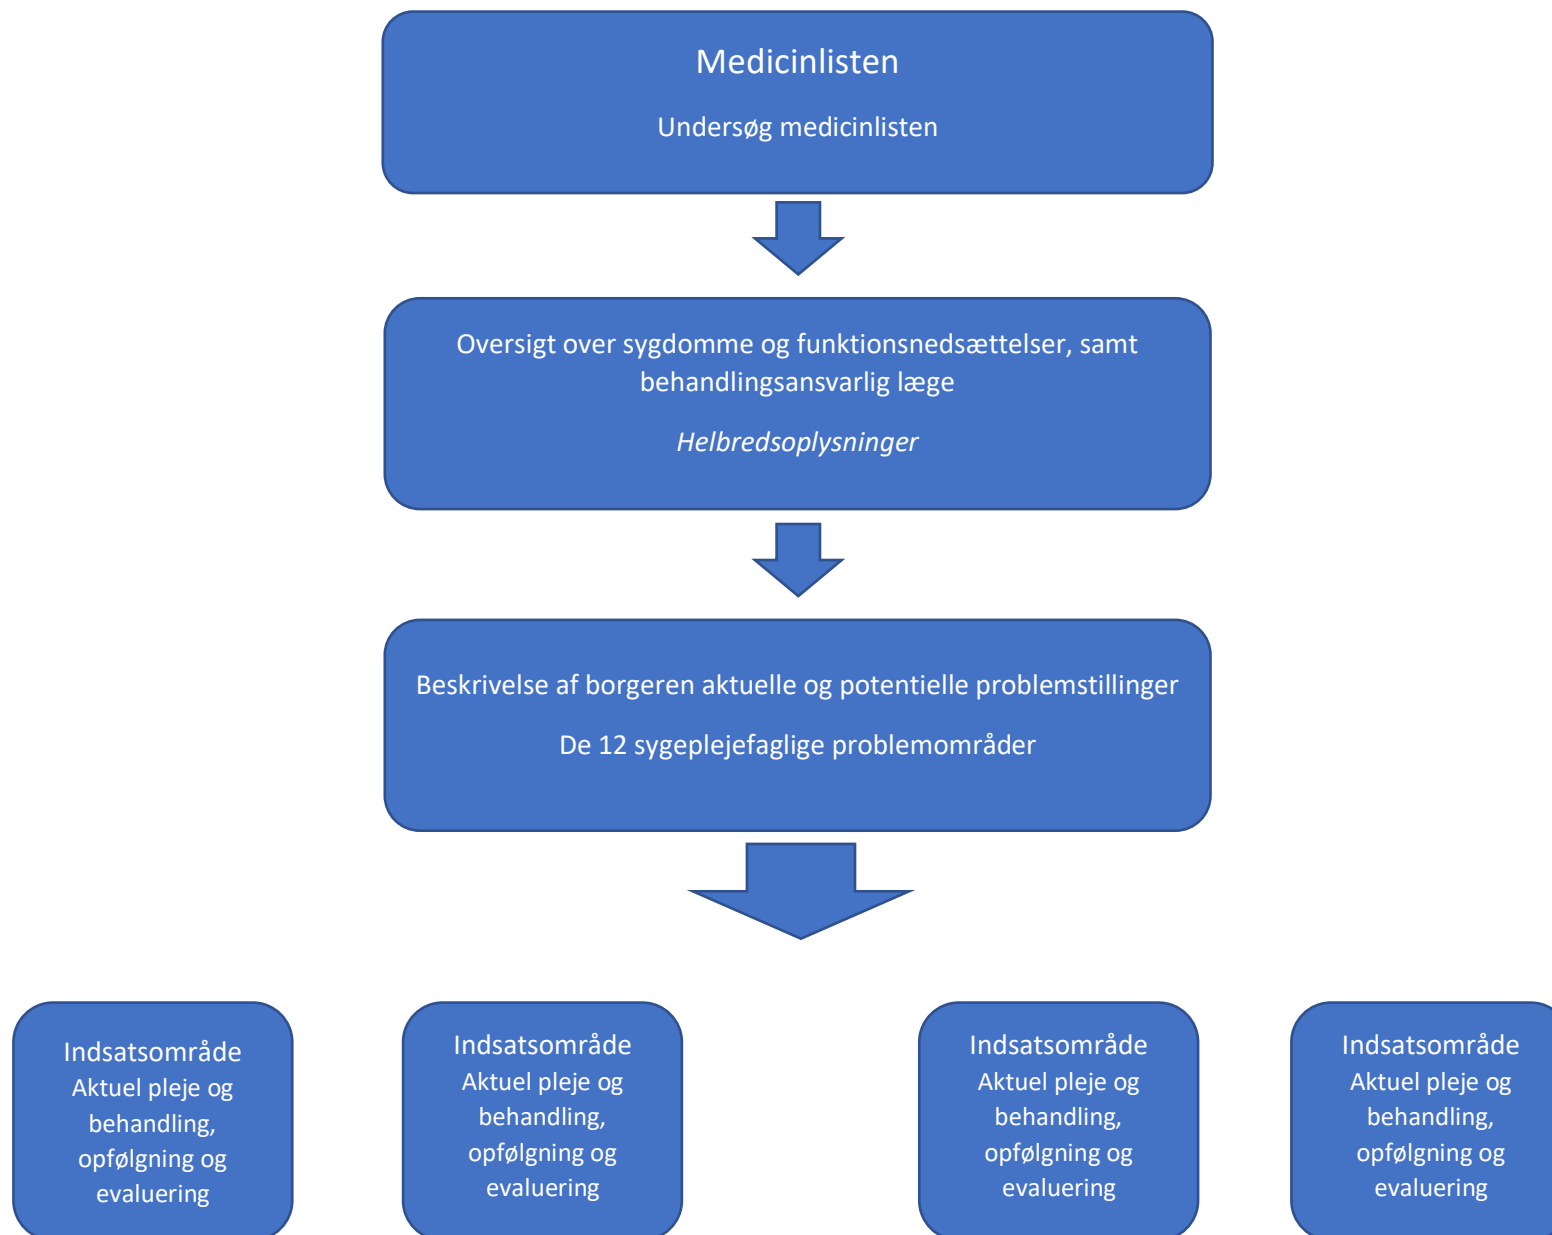 Medicinlisten
Undersøg medicinlisten
Oversigt over sygdomme og funktionsnedsættelser, samt
behandlingsansvarlig læge
Helbredsoplysninger
Beskrivelse af borgeren aktuelle og potentielle problemstillinger
De 12 sygeplejefaglige problemområder
Indsatsområde
Aktuel pleje og
behandling,
opfølgning og
evaluering
Indsatsområde
Aktuel pleje og
behandling,
opfølgning og
evaluering
Indsatsområde
Aktuel pleje og
behandling,
opfølgning og
evaluering
Indsatsområde
Aktuel pleje og
behandling,
opfølgning og
evaluering